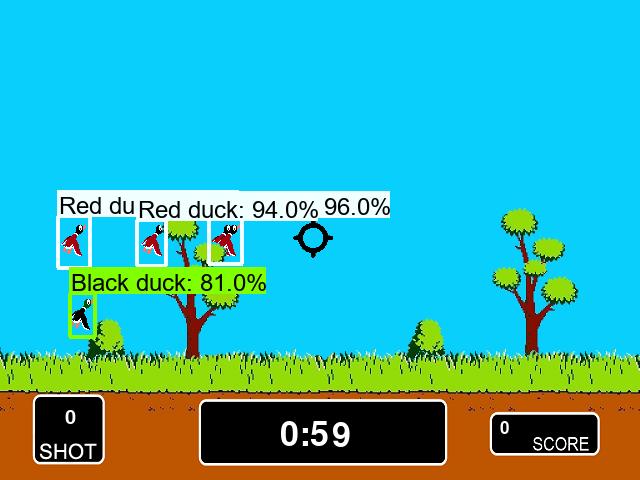 Red du
Red duck: 94.0%
96.0%
Black duck: 81.0%
0
SHOT
0:59
0
SCORE